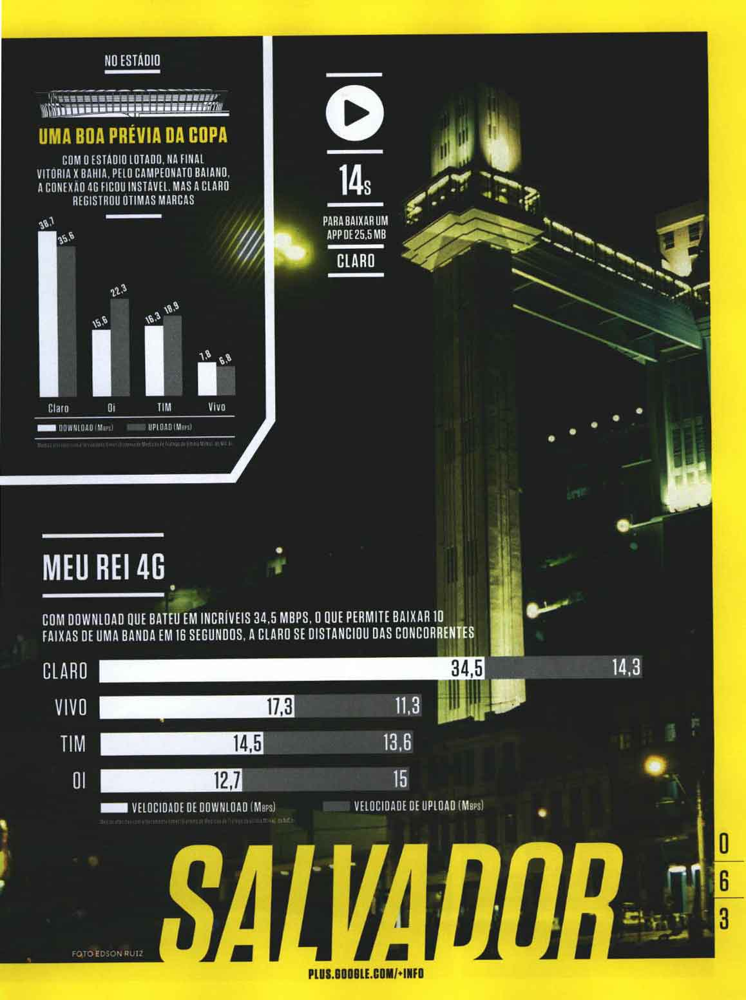 NO ESTÁDIO
UMA BOA PRÉVIA DA COPA
COM O ESTÁDIO LOTADO, NA FINAL
VITÓRIA X BAHIA, PELO CAMPEONATO BAIANO,
A CONEXÃO 4G FICOU INSTÁVEL. MAS A CLARO
REGISTROU ÓTIMAS MARCAS
38,7 35,6
15,6 22,3
16,3 18,9
7,8 6,8
Claro Oi TIM Vivo
DOWNLOAD (MBPS) UPLOAD (MBPS)
14s
PARA BAIXAR UM
APP DE 25,5 MB
CLARO
MEU REI 4G
COM DOWNLOAD QUE BATEU EM INCRÍVEIS 34,5 MBPS, O QUE PERMITE BAIXAR 10
FAIXAS DE UMA BANDA EM 16 SEGUNDOS, A CLARO SE DISTANCIOU DAS CONCORRENTES
CLARO 34,5 14,3
VIVO 17,3 11,3
TIM 14,5 13,6
OI 12,7 15
VELOCIDADE DE DOWNLOAD (MBPS) VELOCIDADE DE UPLOAD (MBPS)
SALVADOR
FOTO EDSON RUIZ
PLUS.GOOGLE.COM/+INFO
0
6
3